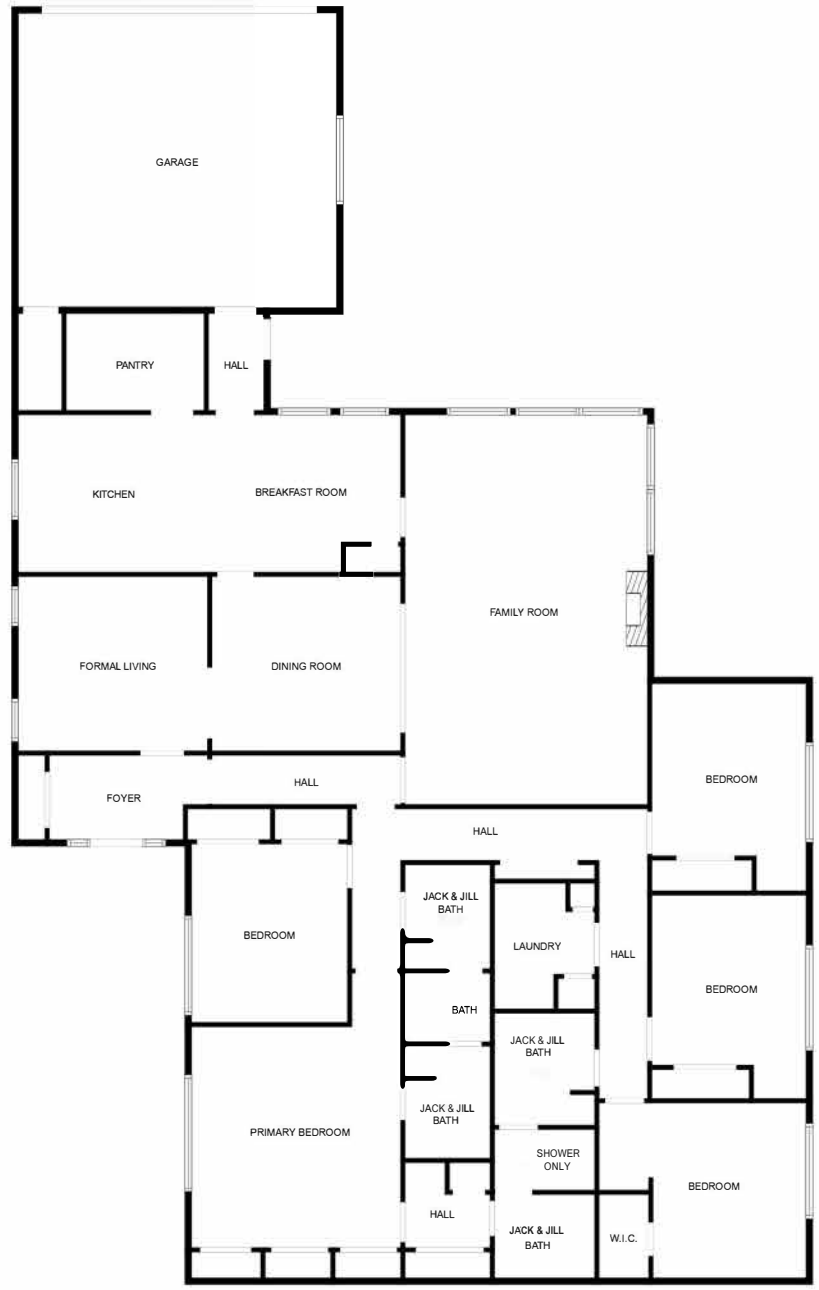 GARAGE
PANTRY
HALL
KITCHEN
BREAKFAST ROOM
FAMILY ROOM
FORMAL LIVING
DINING ROOM
BEDROOM
HALL
FOYER
HALL
JACK & JILL
BATH
BEDROOM
LAUNDRY
HALL
BEDROOM
BATH
JACK & JILL
BATH
JACK & JILL
BATH
PRIMARY BEDROOM
SHOWER
ONLY
BEDROOM
HALL
JACK & JILL
BATH
W.I.C.